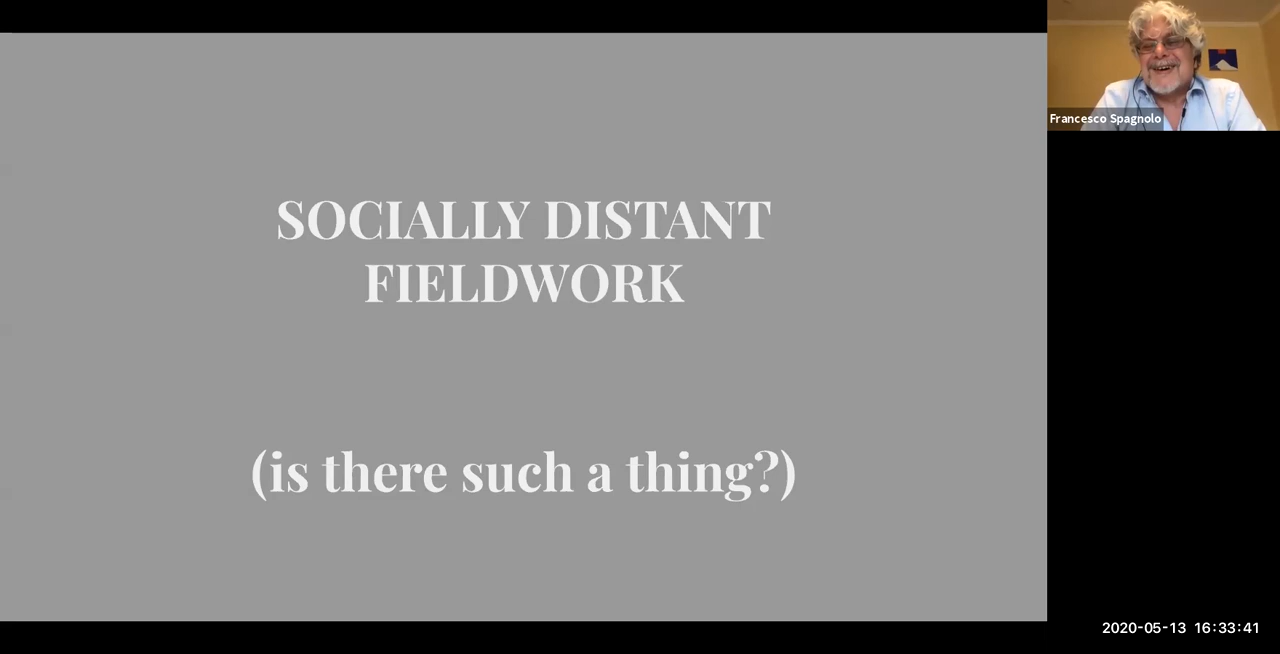 SOCIALLY DISTANT
FIELDWORK
(is there such a thing?)
Francesco Spagnolo
2020-05-13 16:33:41